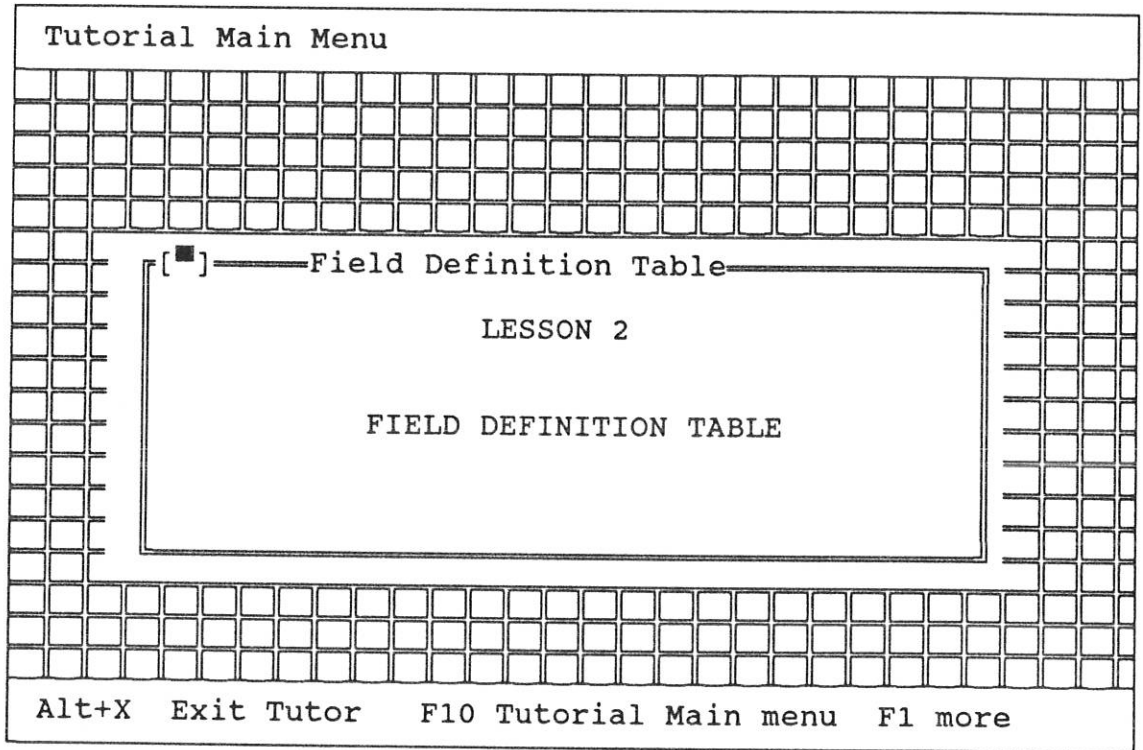 Tutorial Main Menu
[■] Field Definition Table
LESSON 2
FIELD DEFINITION TABLE
Alt+X Exit Tutor F10 Tutorial Main menu F1 more